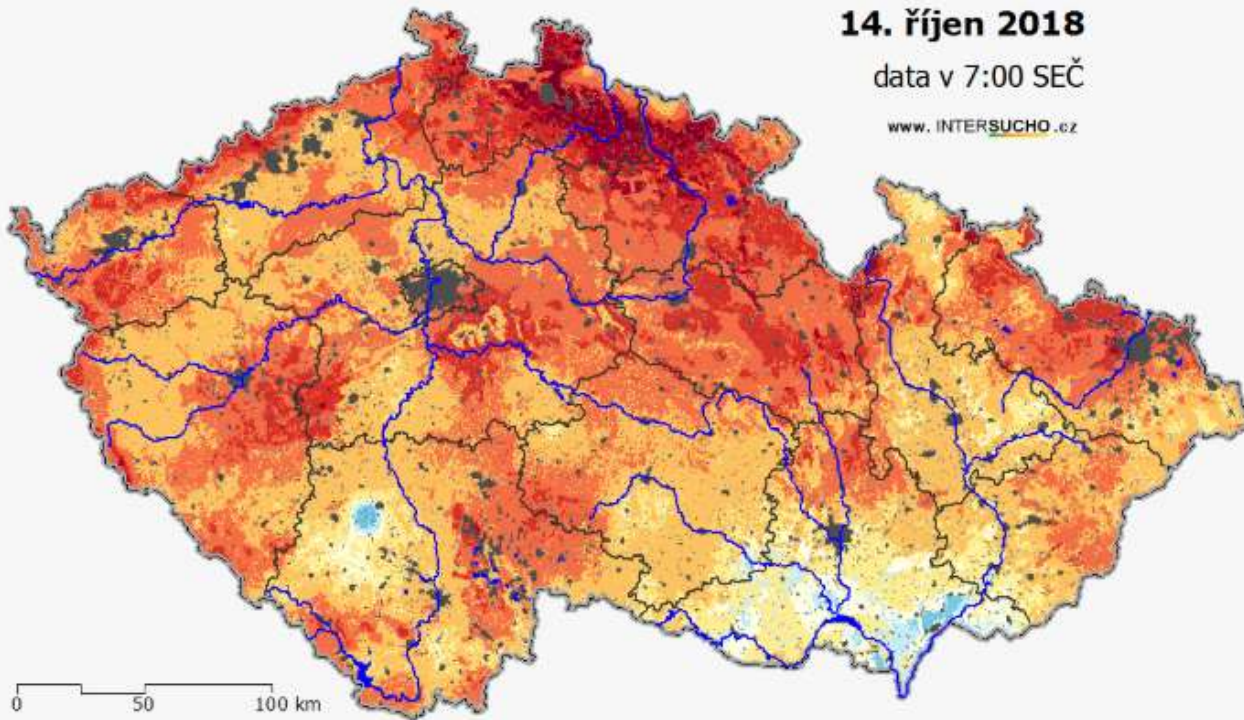 14. říjen 2018
data v 7:00 SEČ
www. INTERSUCHO .cz
0 50 100 km